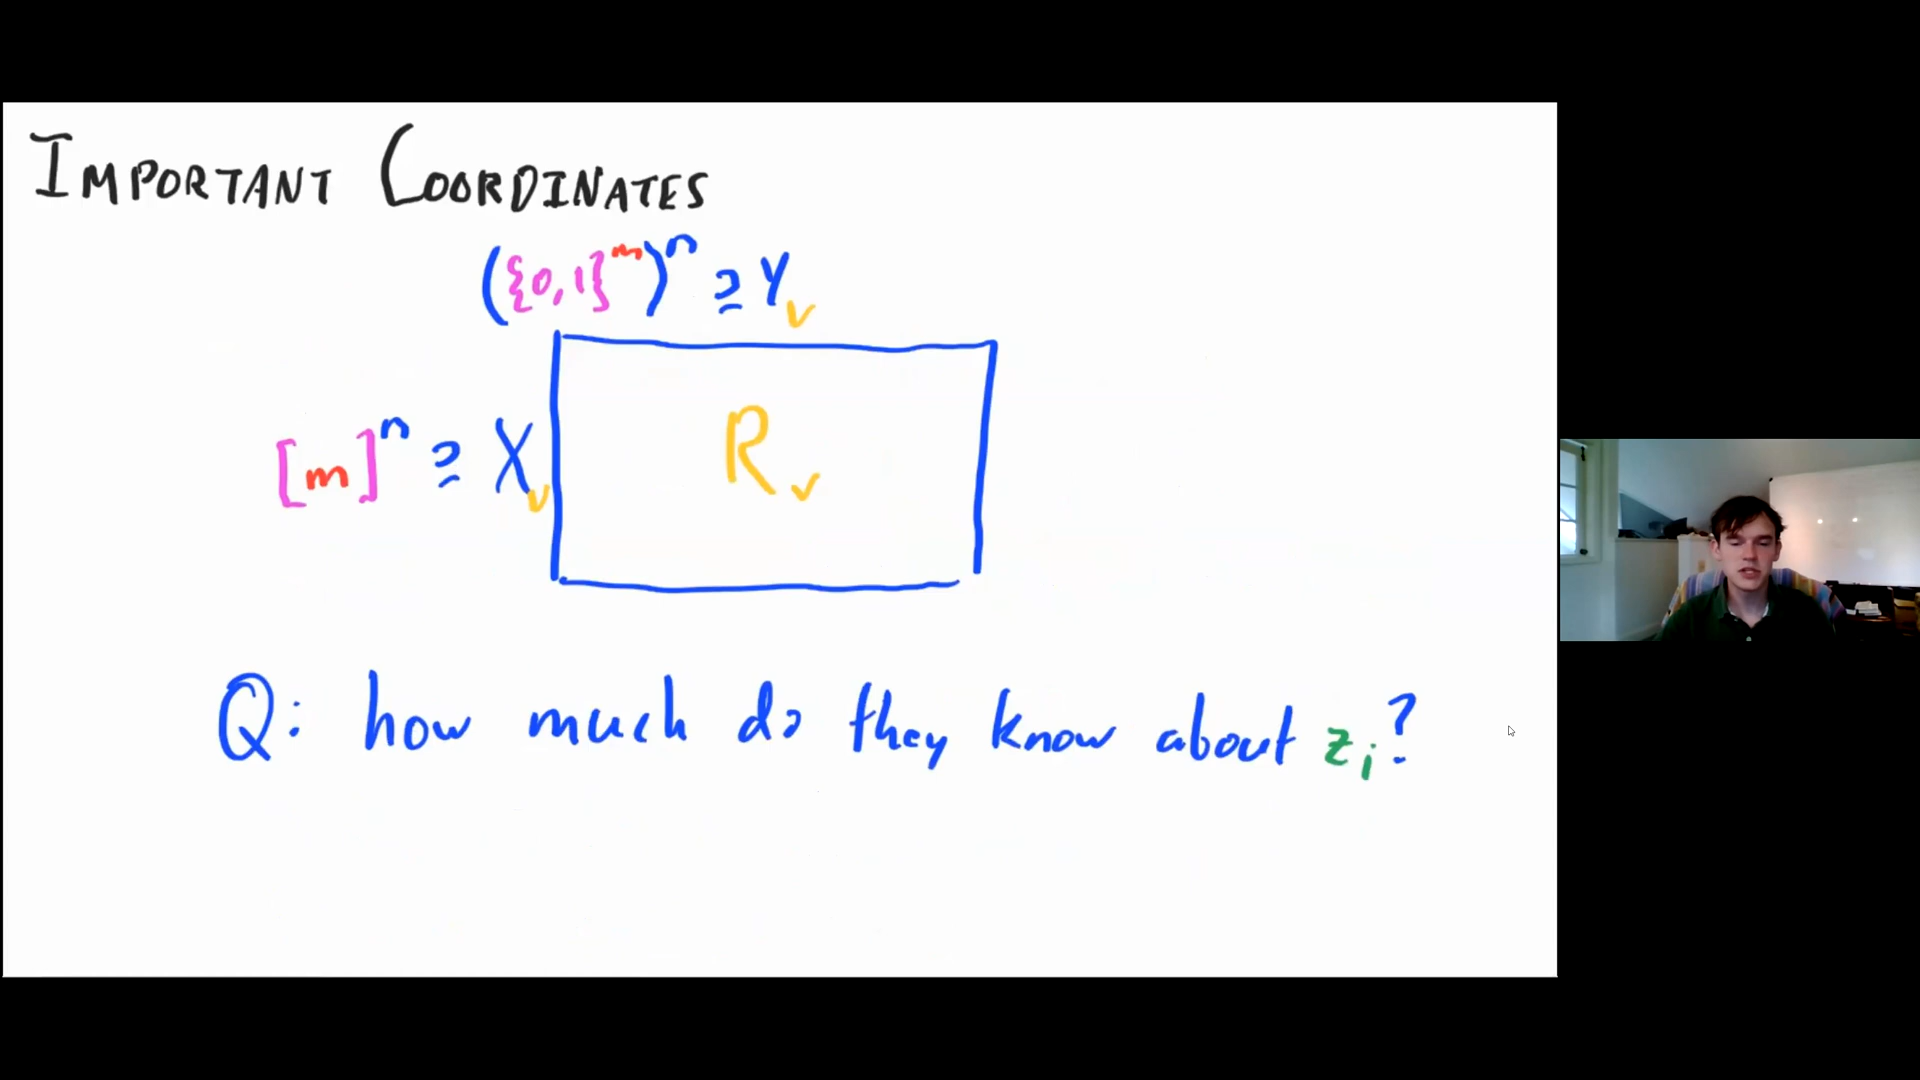 IMPORTANT COORDINATES
({0,1}^m)^n ⊇ Y_v
[m]^n ⊇ X_v
R_v
Q: how much do they know about z_i?